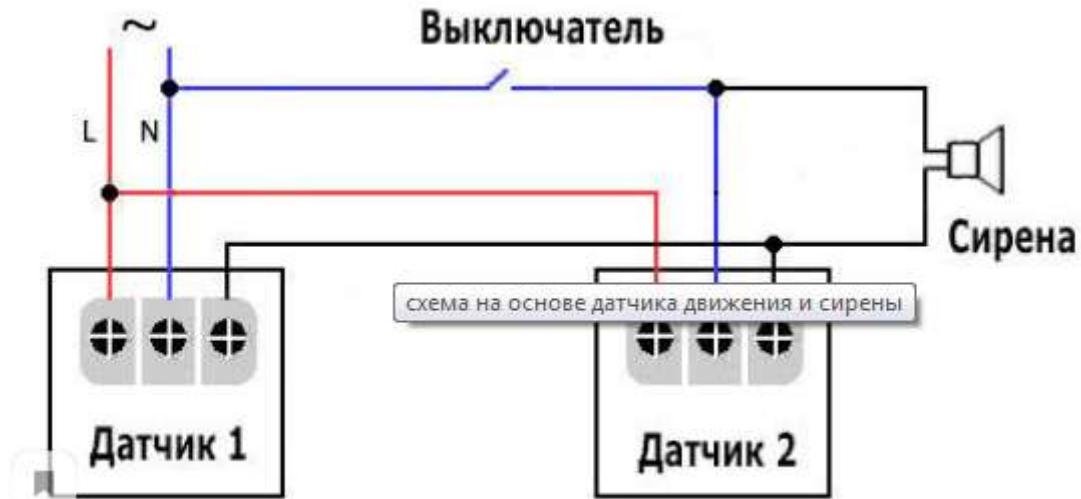 ~
Выключатель
L N
Сирена
схема на основе датчика движения и сирены
Датчик 1
Датчик 2